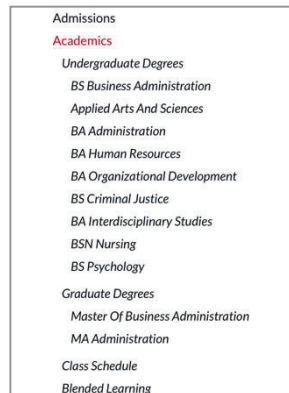 Admissions
Academics
Undergraduate Degrees
BS Business Administration
Applied Arts And Sciences
BA Administration
BA Human Resources
BA Organizational Development
BS Criminal Justice
BA Interdisciplinary Studies
BSN Nursing
BS Psychology
Graduate Degrees
Master Of Business Administration
MA Administration
Class Schedule
Blended Learning